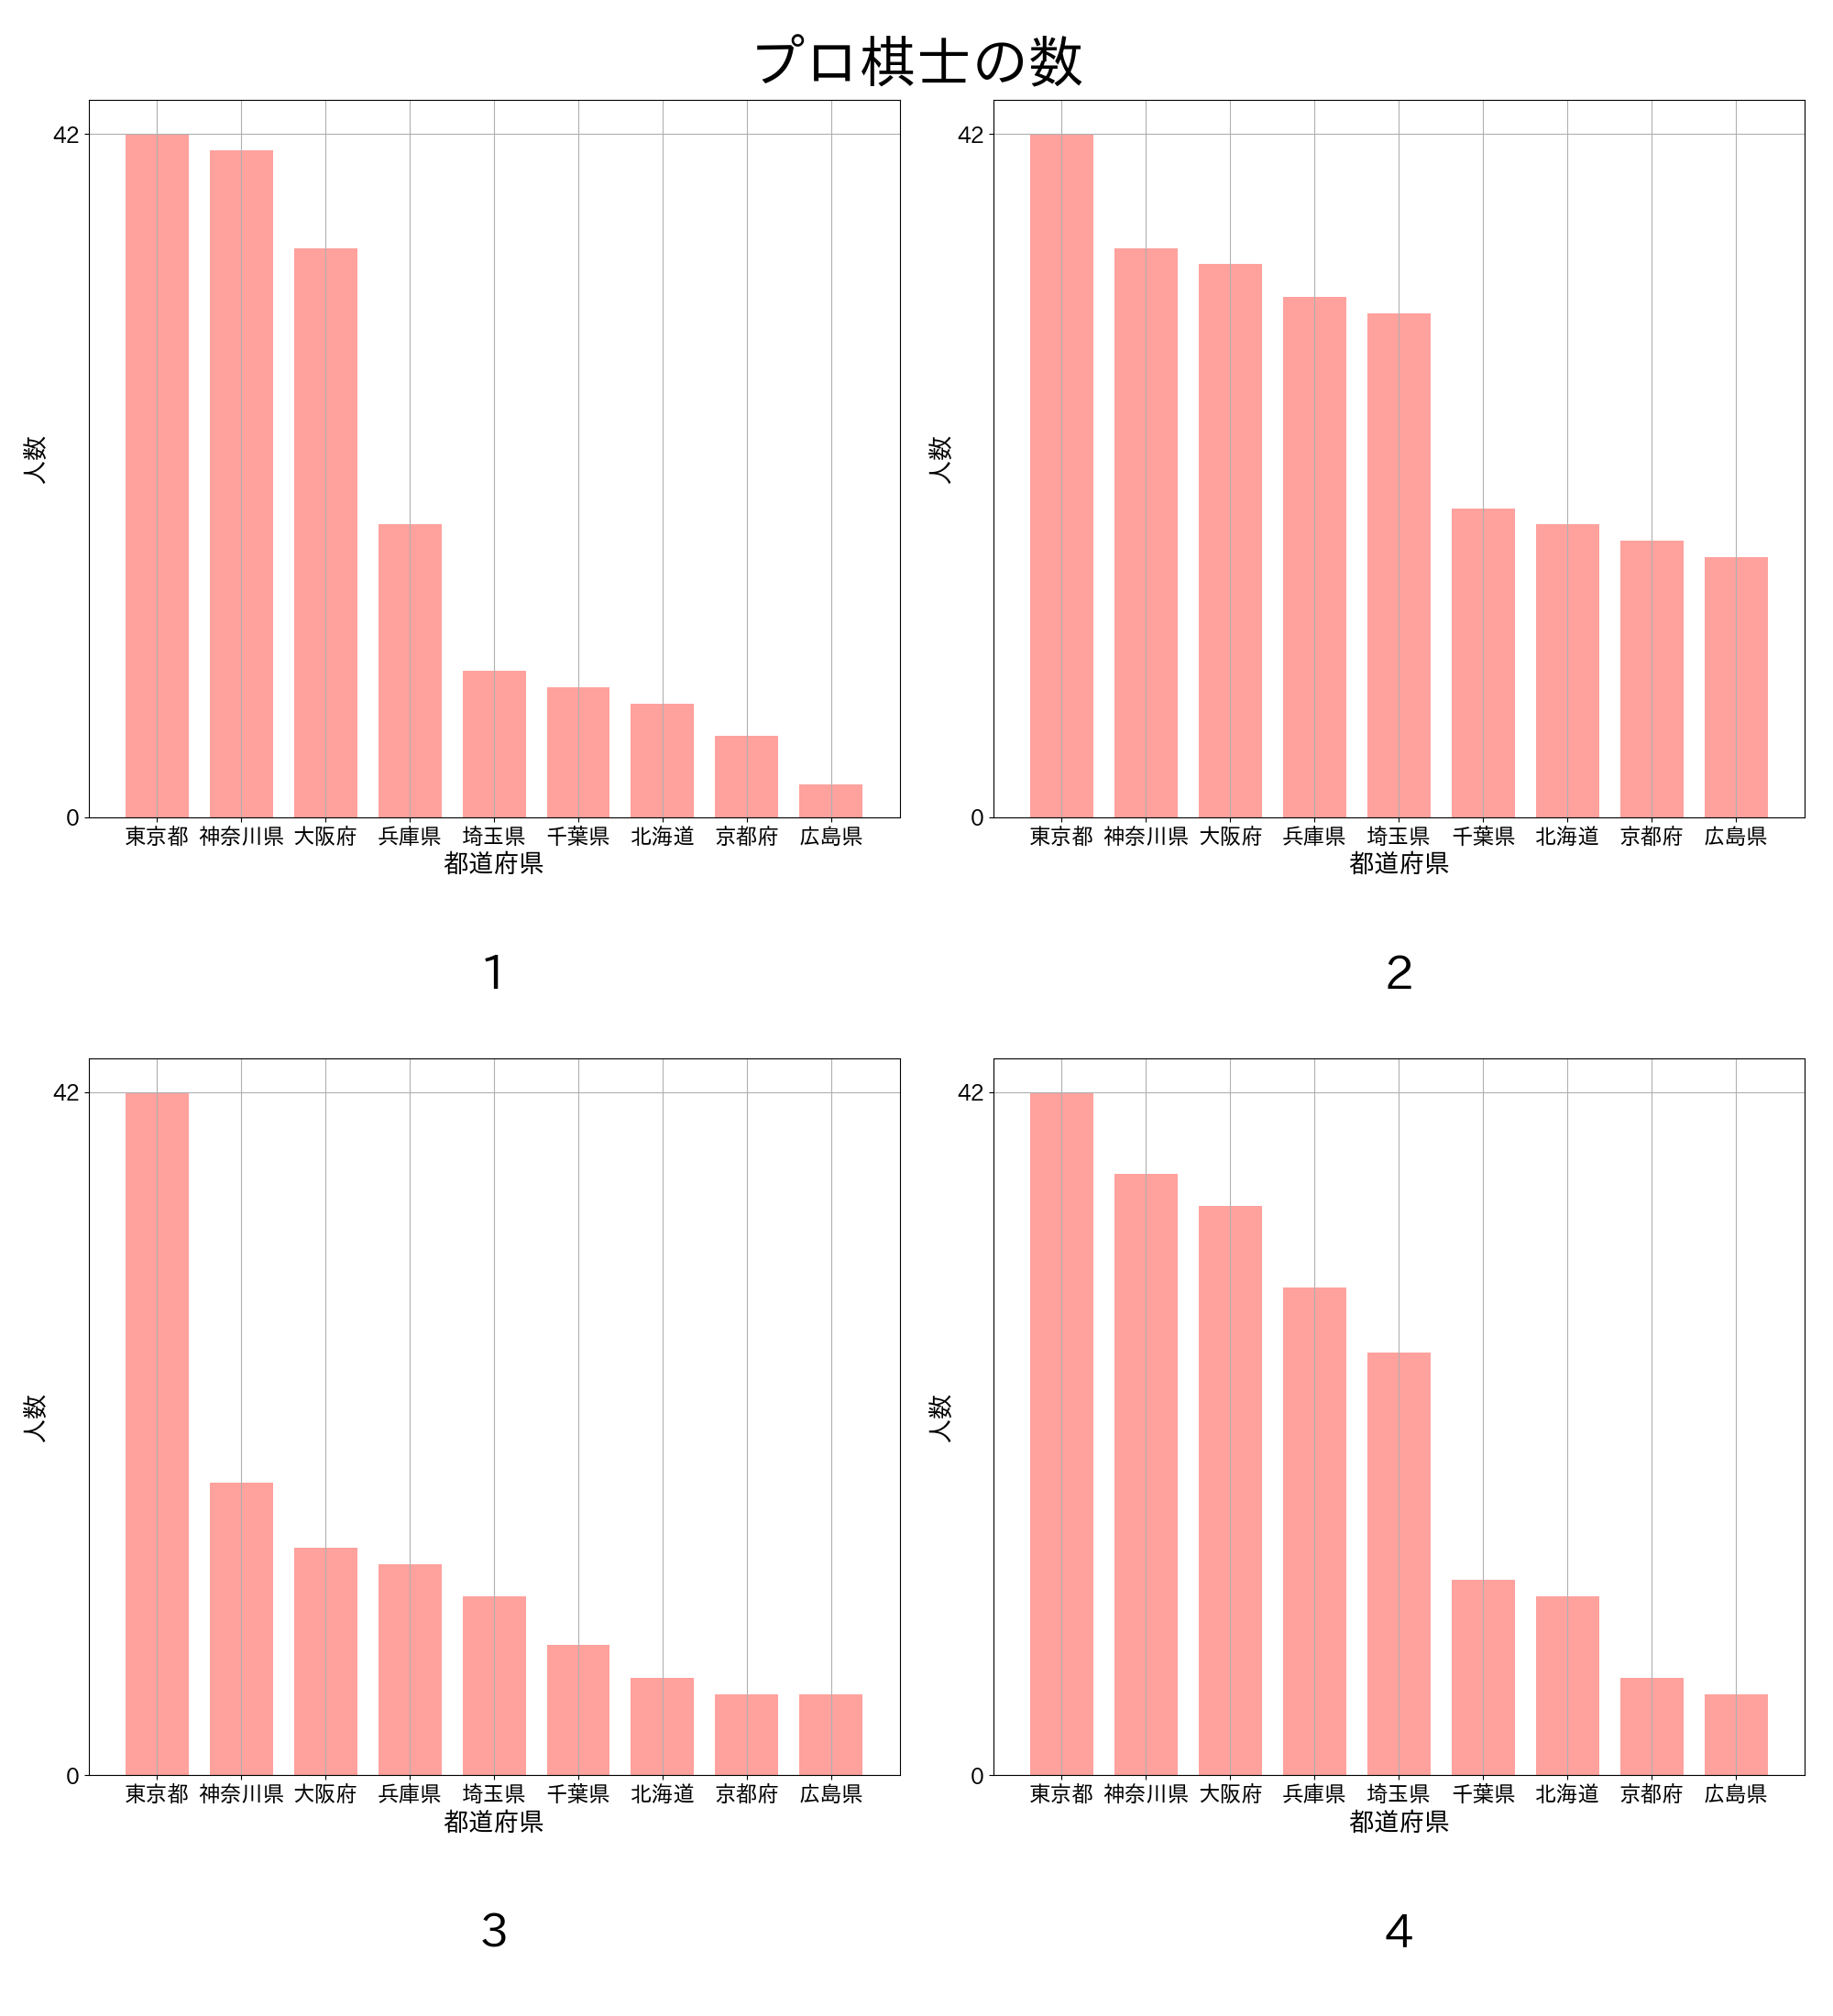 プロ棋士の数
42
0
人数
東京都 神奈川県 大阪府 兵庫県 埼玉県 千葉県 北海道 京都府 広島県
都道府県
1
42
0
人数
東京都 神奈川県 大阪府 兵庫県 埼玉県 千葉県 北海道 京都府 広島県
都道府県
2
42
0
人数
東京都 神奈川県 大阪府 兵庫県 埼玉県 千葉県 北海道 京都府 広島県
都道府県
3
42
0
人数
東京都 神奈川県 大阪府 兵庫県 埼玉県 千葉県 北海道 京都府 広島県
都道府県
4